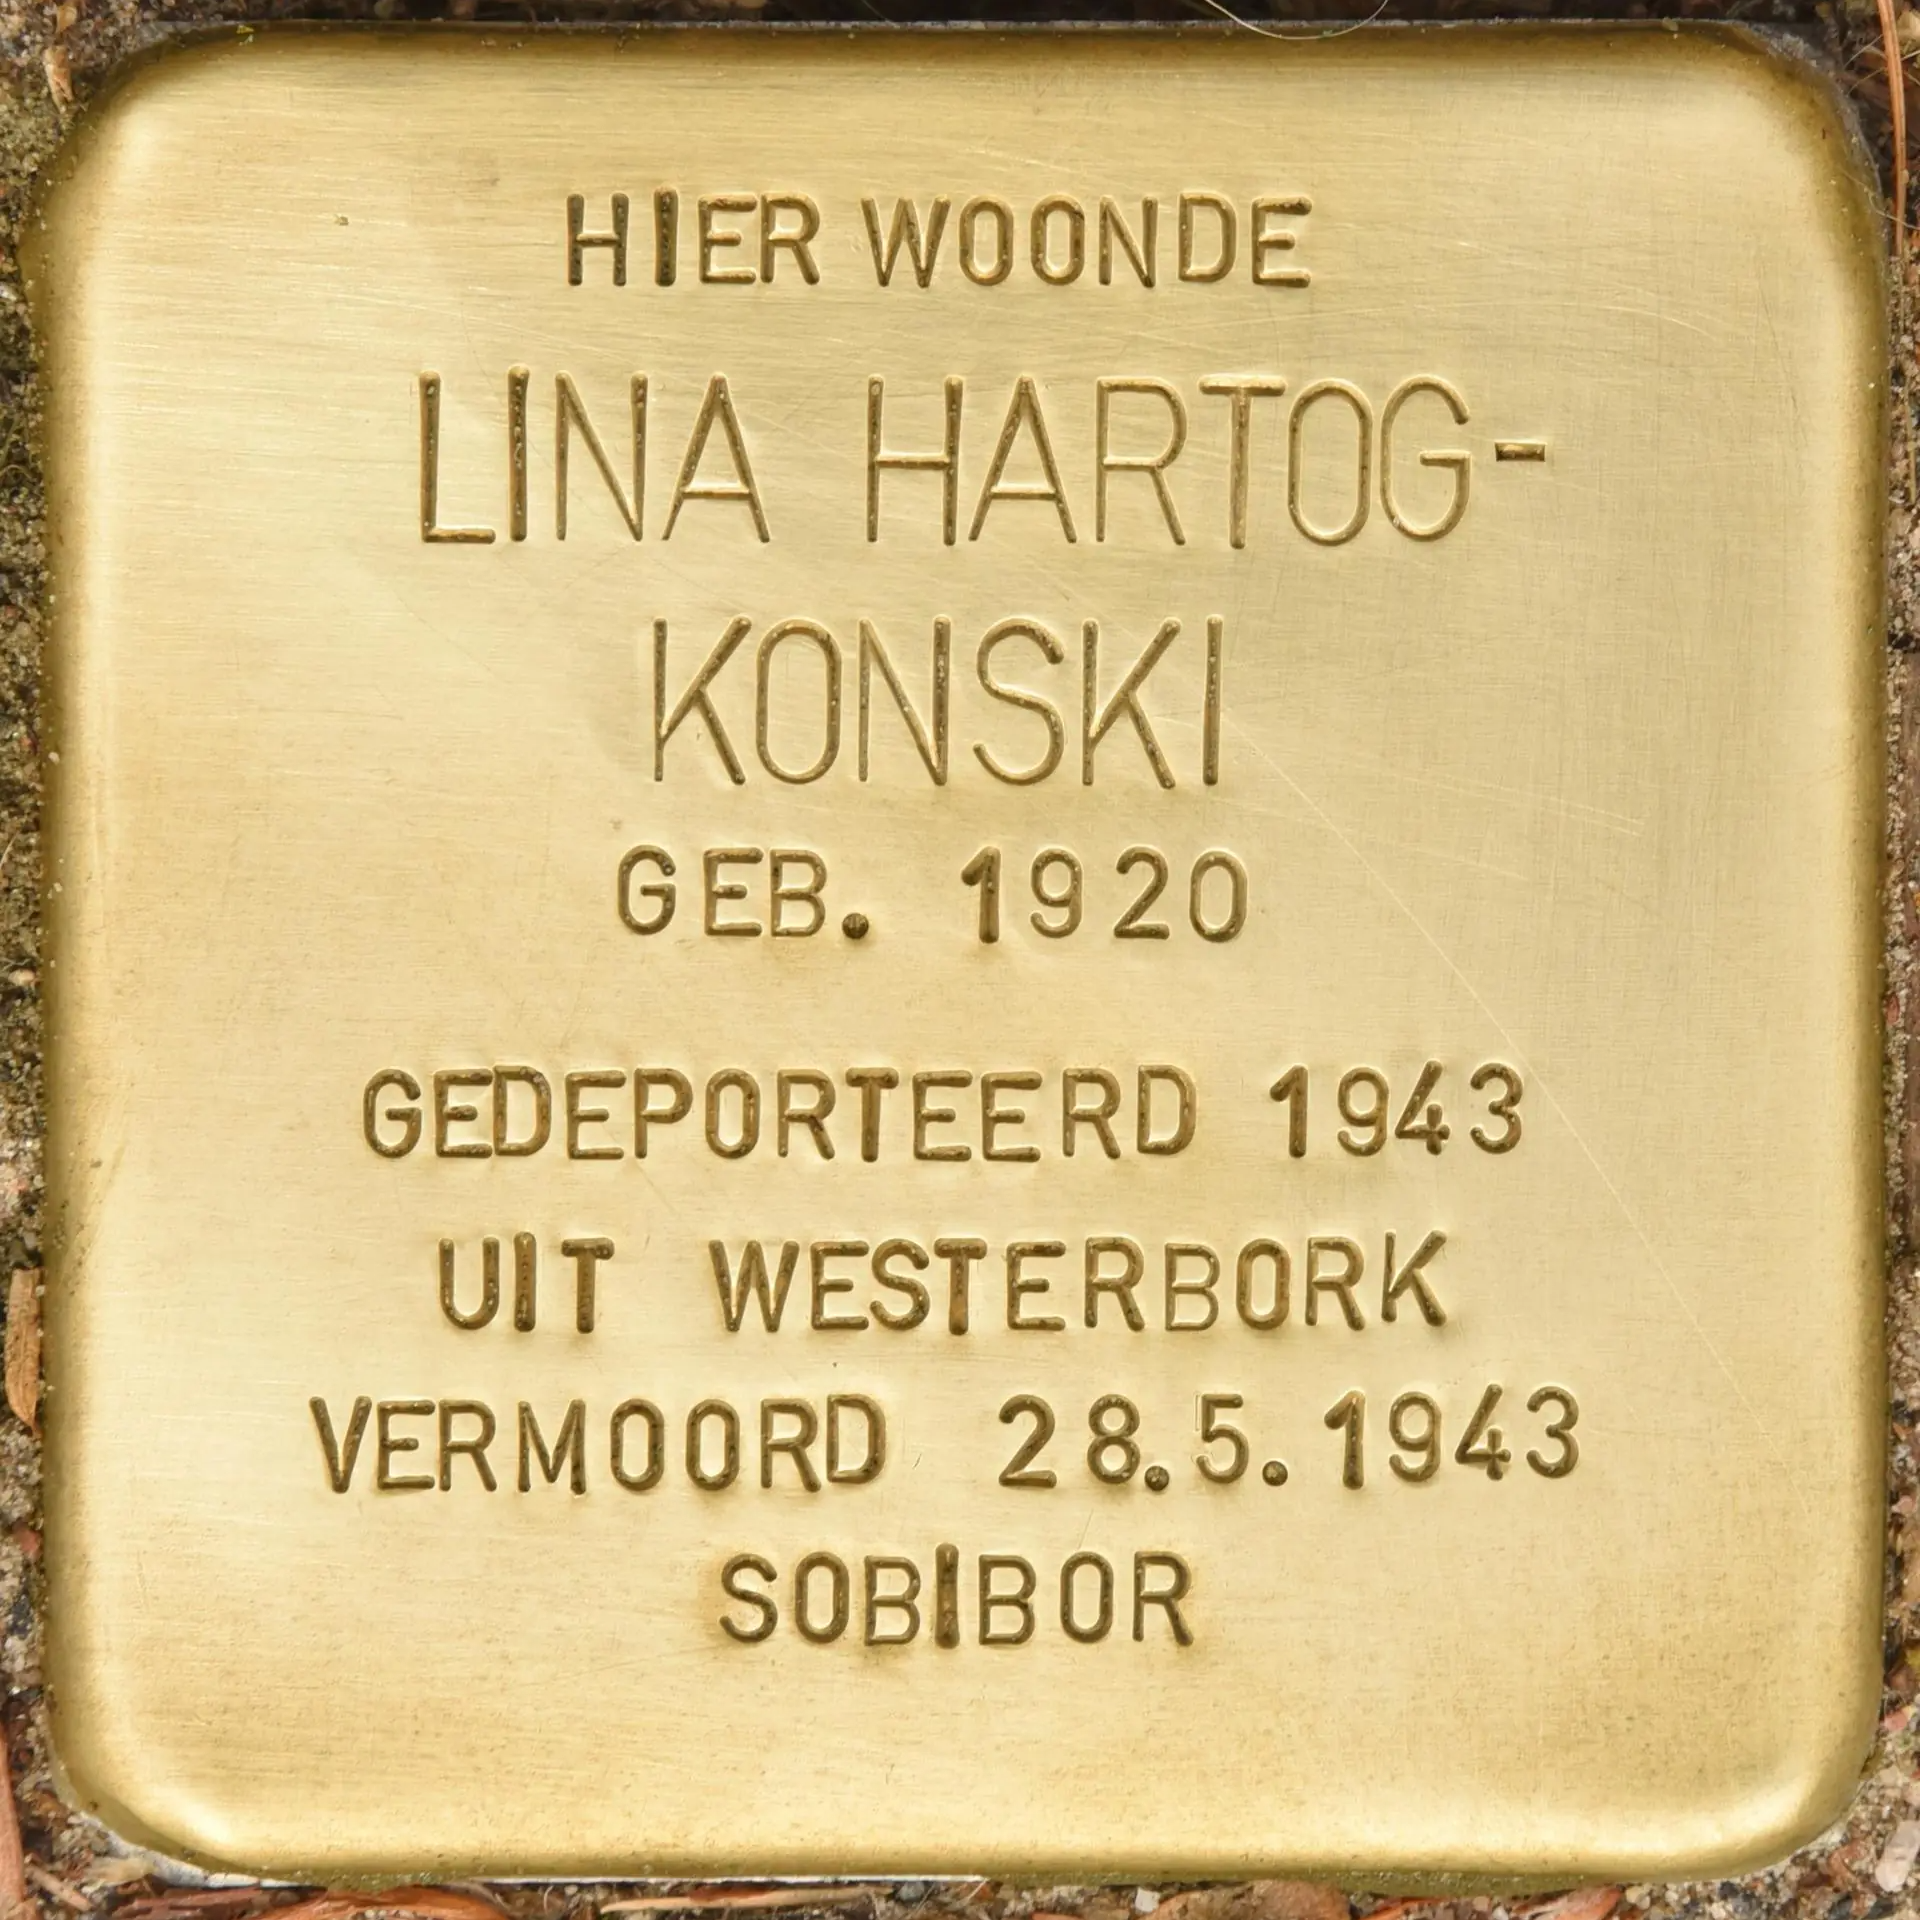 HIER WOONDE
LINA HARTOG-
KONSKI
GEB. 1920
GEDEPORTEERD 1943
UIT WESTERBORK
VERMOORD 28.5.1943
SOBIBOR